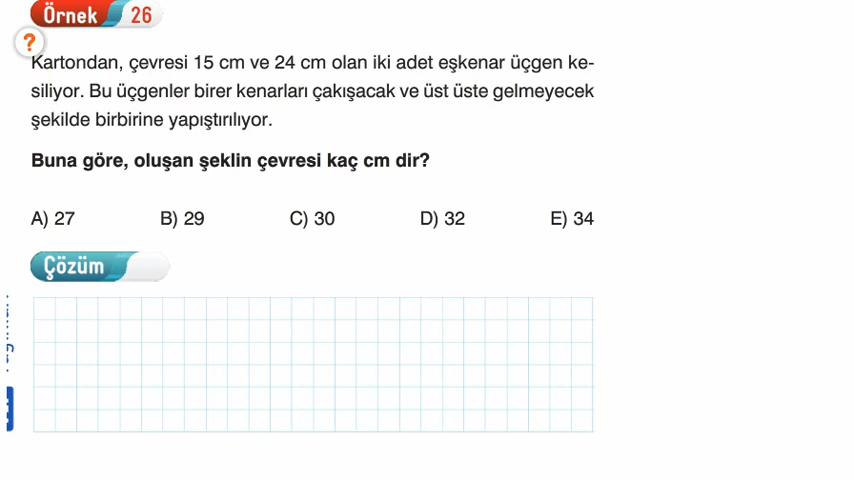 Örnek 26
?
Kartondan, çevresi 15 cm ve 24 cm olan iki adet eşkenar üçgen ke-
siliyor. Bu üçgenler birer kenarları çakışacak ve üst üste gelmeyecek
şekilde birbirine yapıştırılıyor.
Buna göre, oluşan şeklin çevresi kaç cm dir?
A) 27 B) 29 C) 30 D) 32 E) 34
Çözüm